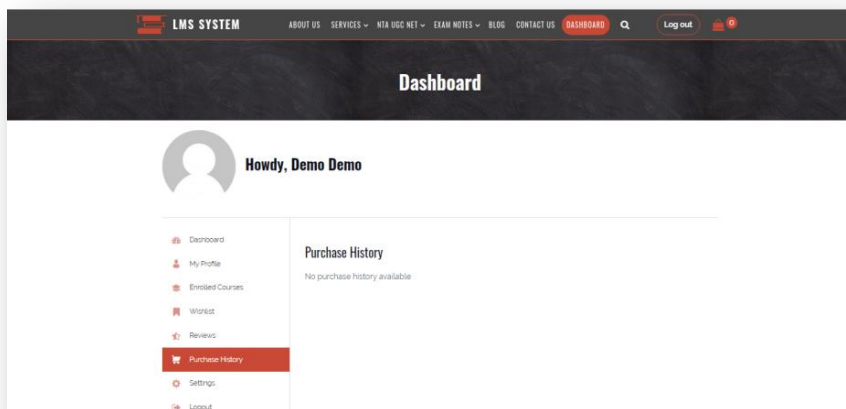 LMS SYSTEM
ABOUT US SERVICES NTA UGC NET EXAM NOTES BLOG CONTACT US DASHBOARD Log out 0
Dashboard
Howdy, Demo Demo
Dashboard
My Profile
Enrolled Courses
Wishlist
Reviews
Purchase History
Settings
Logout
Purchase History
No purchase history available